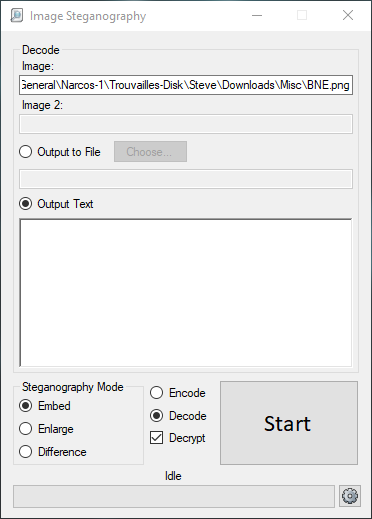 Image Steganography
Decode
Image:
General\Narcos-1\Trouvailles-Disk\Steve\Downloads\Misc\BNE.png
Image 2:
Output to File
Choose...
Output Text
Steganography Mode
Embed
Enlarge
Difference
Encode
Decode
Decrypt
Start
Idle